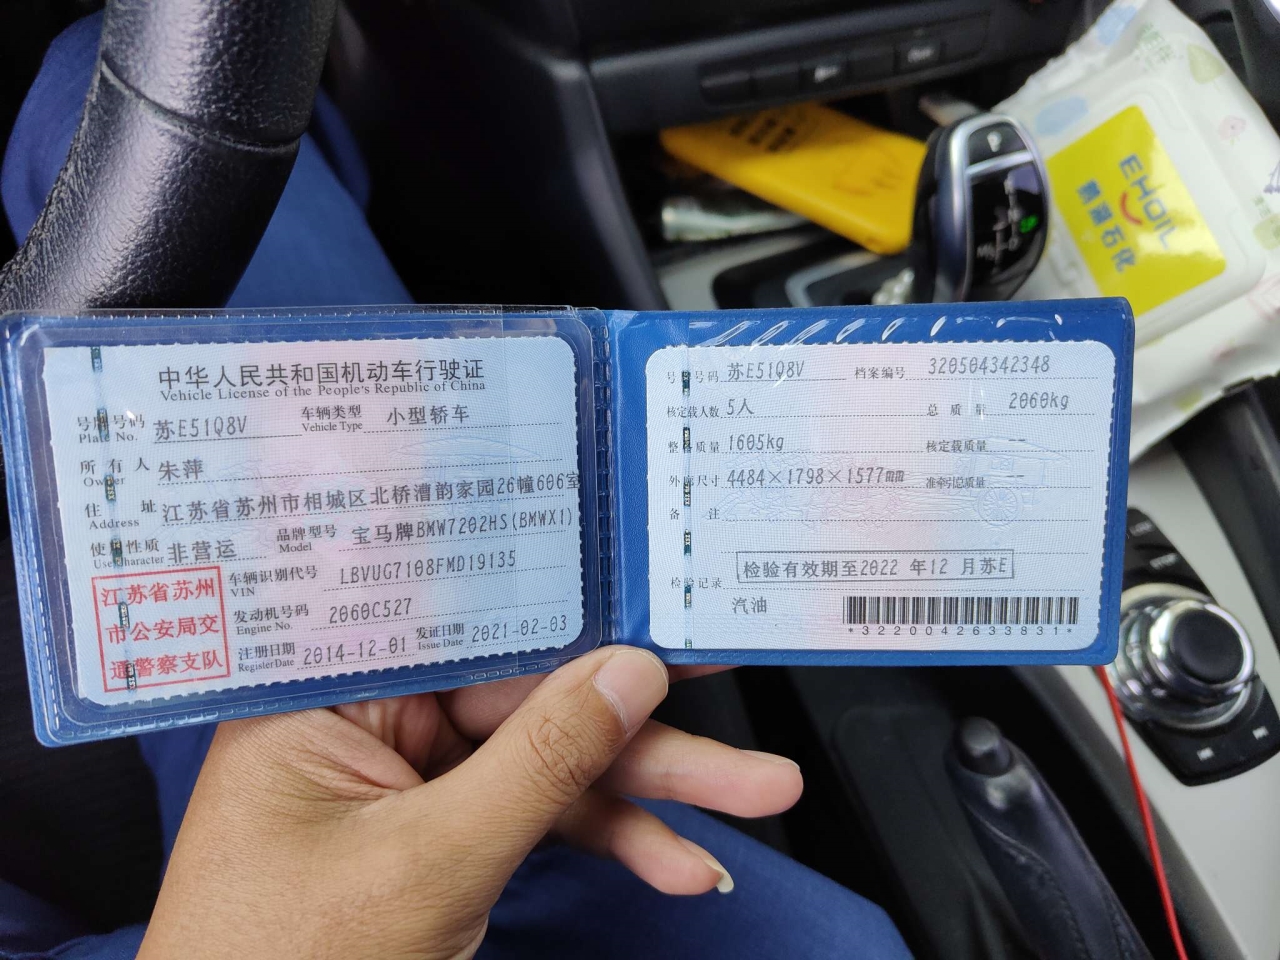 中华人民共和国机动车行驶证
Vehicle License of the People's Republic of China
号牌号码 苏E51Q8V 车辆类型 小型轿车
Plate No. Vehicle Type
所有人 朱萍
Owner
住址 江苏省苏州市相城区北桥漕韵家园26幢606室
Address
使用性质 非营运 品牌型号 宝马牌BMW7202HS(BMWX1)
Use Character Model
江苏省苏州
市公安局交
通警察支队
车辆识别代号 LBVUG7108FMD19135
VIN
发动机号码 2060C527
Engine No.
注册日期 2014-12-01 发证日期 2021-02-03
Register Date Issue Date
号牌号码 苏E51Q8V 档案编号 320504342348
核定载人数 5人 总质量 2060kg
整备质量 1605kg 核定载质量 --
外廓尺寸 4484×1798×1577mm 准牵引总质量 --
备注
检验有效期至2022 年12 月苏E
检验记录
汽油
*3220042633831*
P
EHOIL
石化